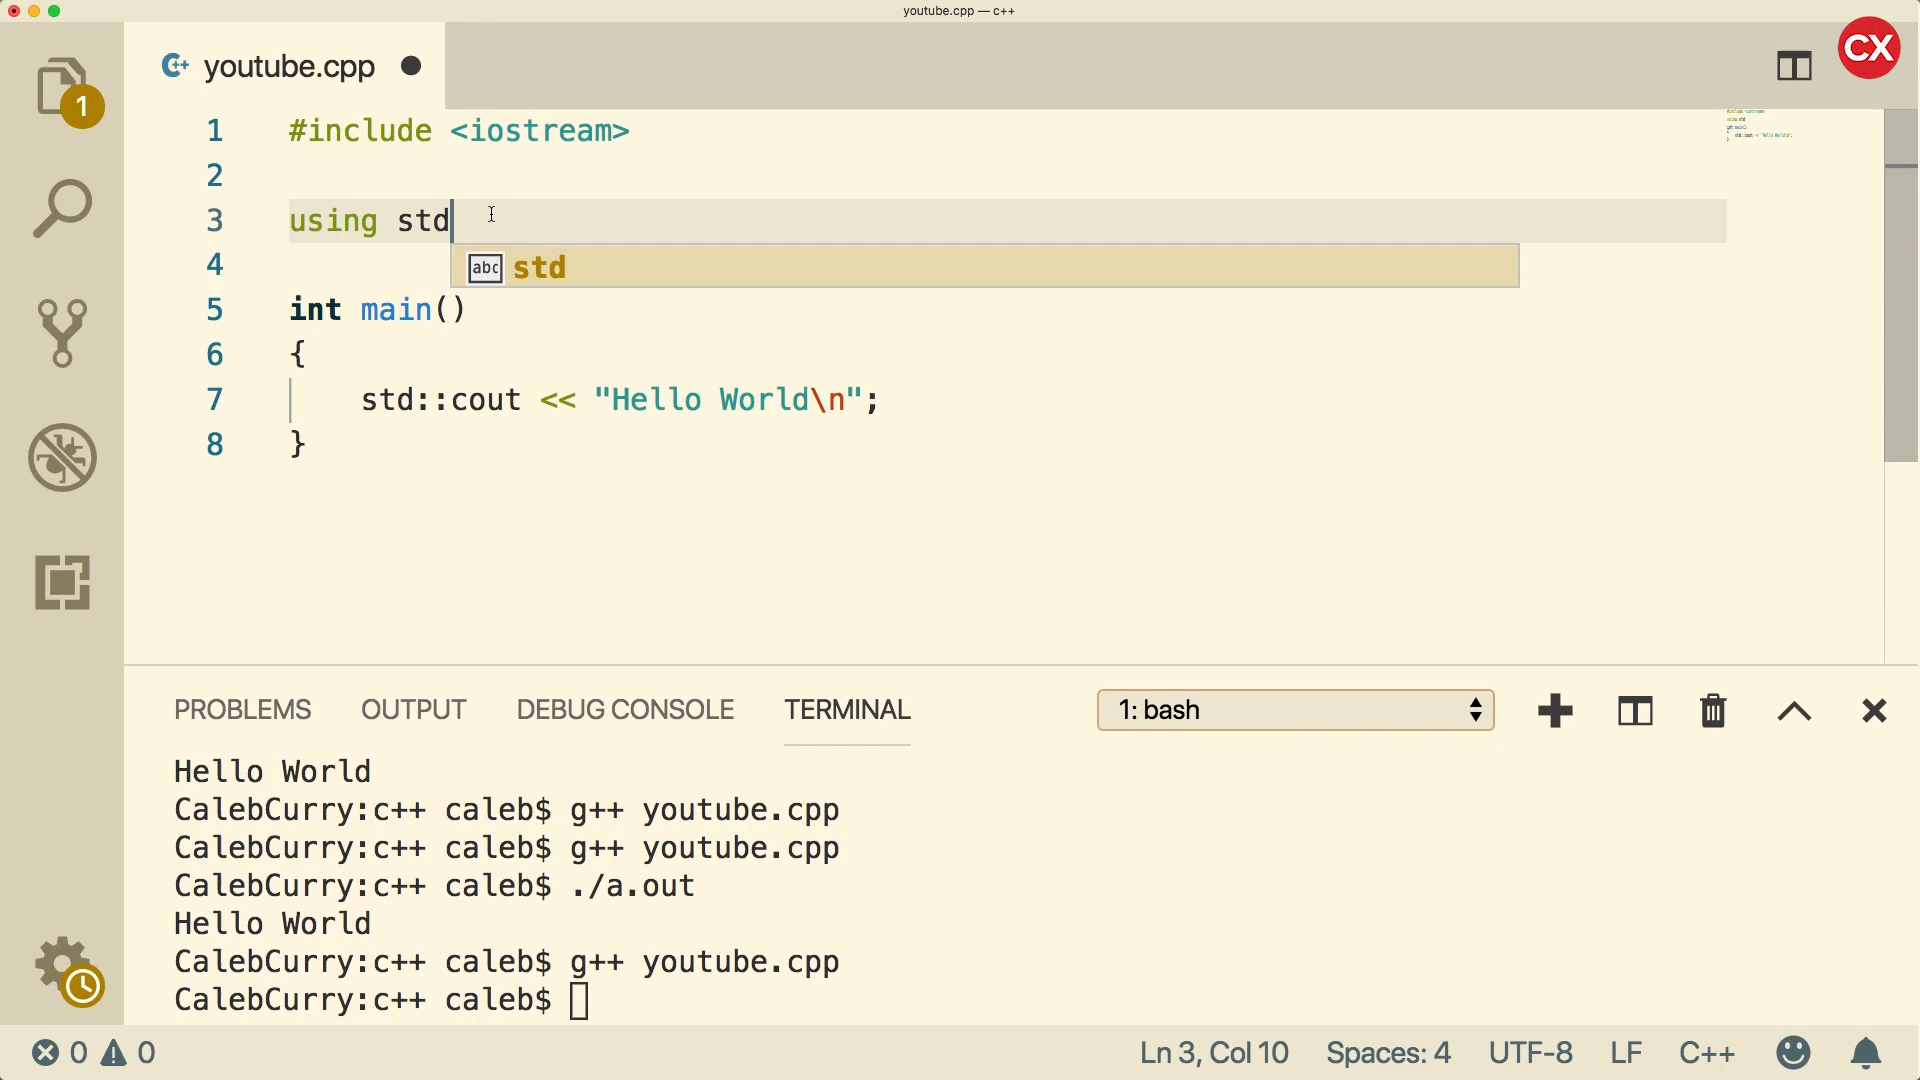 youtube.cpp — c++
CX
youtube.cpp
1
1 #include <iostream>
2
3 using std
abc std
4
5 int main()
6 {
7     std::cout << "Hello World\n";
8 }
PROBLEMS OUTPUT DEBUG CONSOLE TERMINAL 1: bash
Hello World
CalebCurry:c++ caleb$ g++ youtube.cpp
CalebCurry:c++ caleb$ g++ youtube.cpp
CalebCurry:c++ caleb$ ./a.out
Hello World
CalebCurry:c++ caleb$ g++ youtube.cpp
CalebCurry:c++ caleb$
0 0 Ln 3, Col 10 Spaces: 4 UTF-8 LF C++